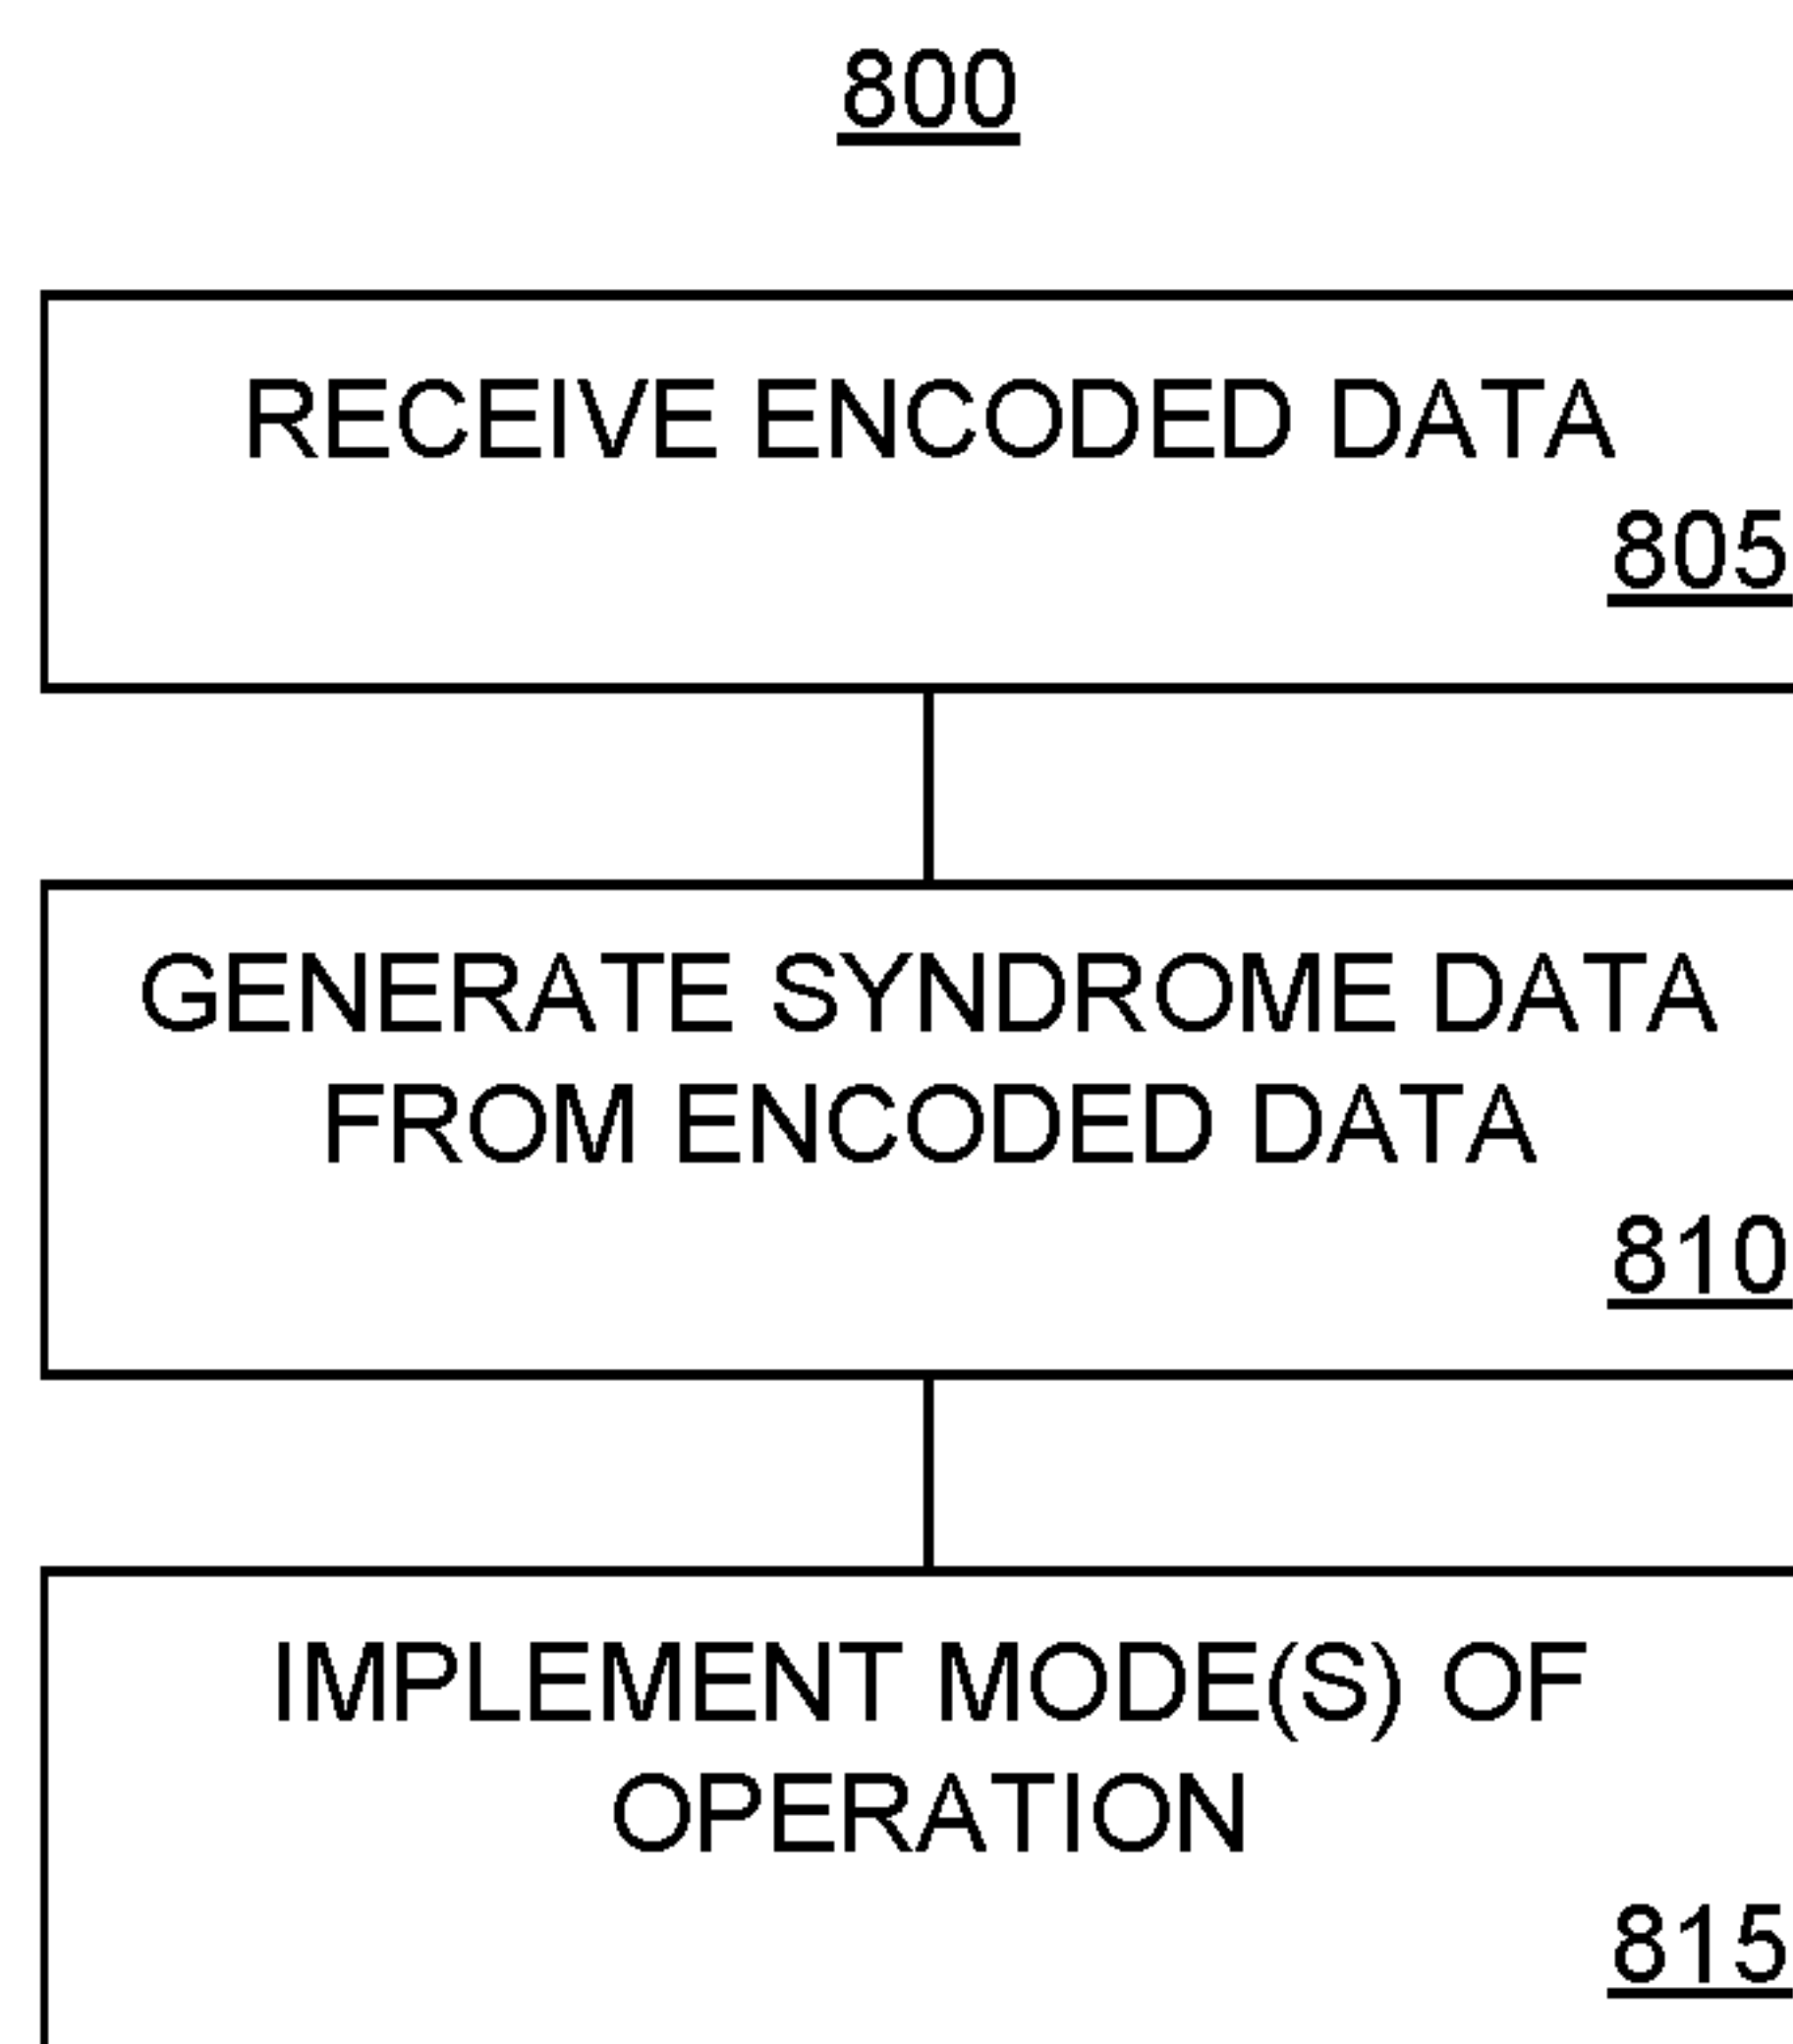 800
RECEIVE ENCODED DATA
805
GENERATE SYNDROME DATA
FROM ENCODED DATA
810
IMPLEMENT MODE(S) OF
OPERATION
815